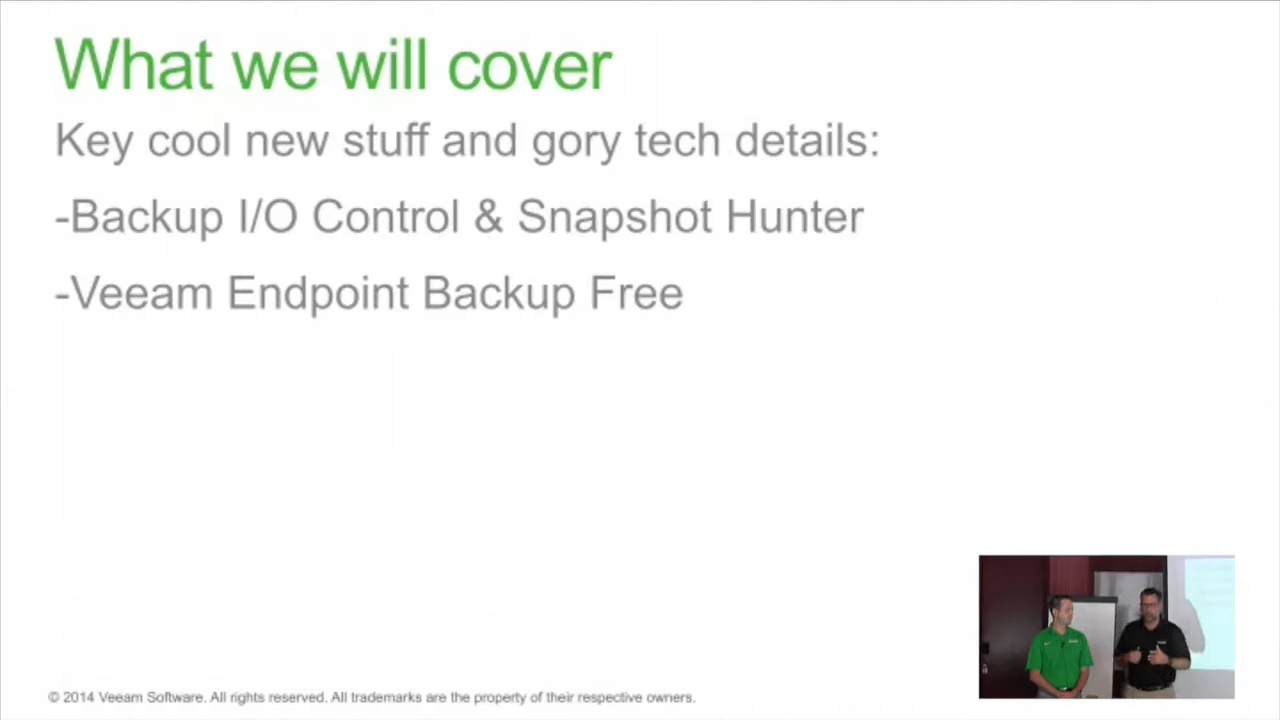 What we will cover
Key cool new stuff and gory tech details:
-Backup I/O Control & Snapshot Hunter
-Veeam Endpoint Backup Free
© 2014 Veeam Software. All rights reserved. All trademarks are the property of their respective owners.